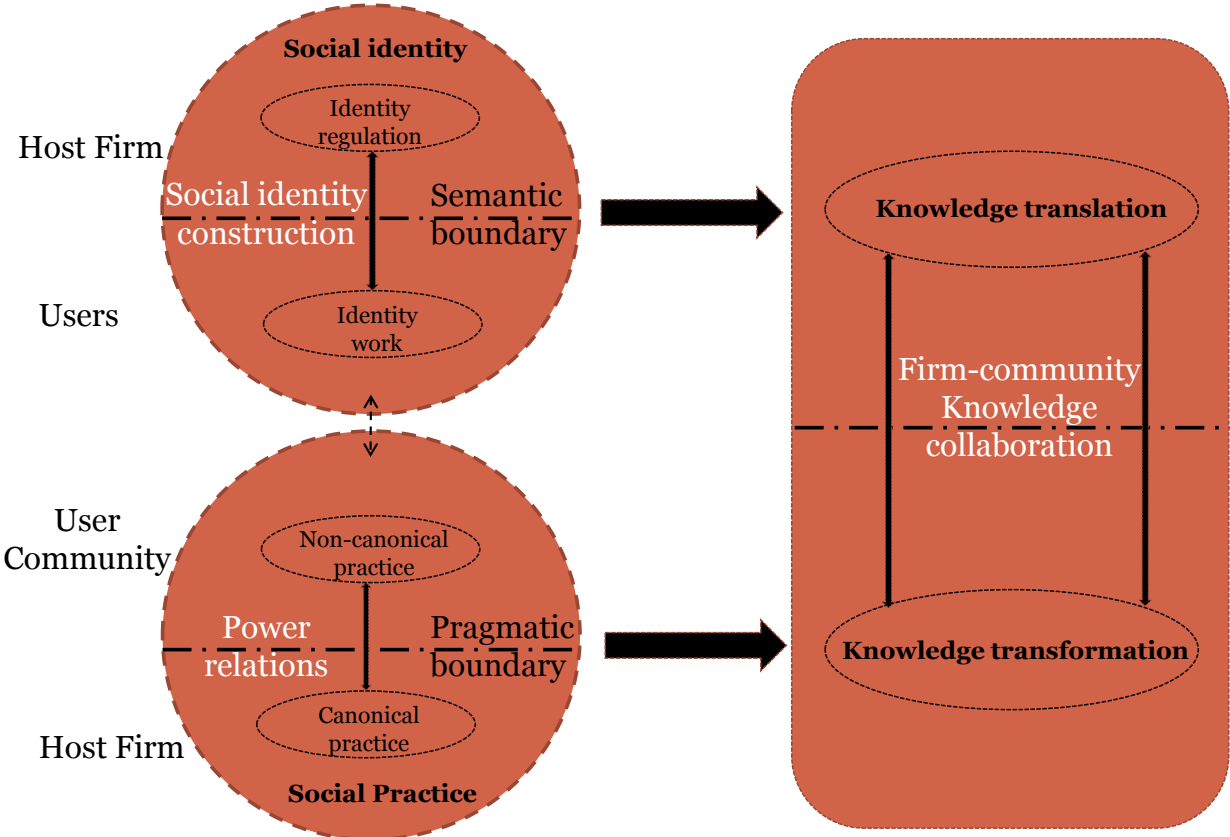 Social identity
Identity
regulation
Host Firm
Social identity
construction
Semantic
boundary
Users
Identity
work
User
Community
Non-canonical
practice
Power
relations
Pragmatic
boundary
Host Firm
Canonical
practice
Social Practice
Knowledge translation
Firm-community
Knowledge
collaboration
Knowledge transformation